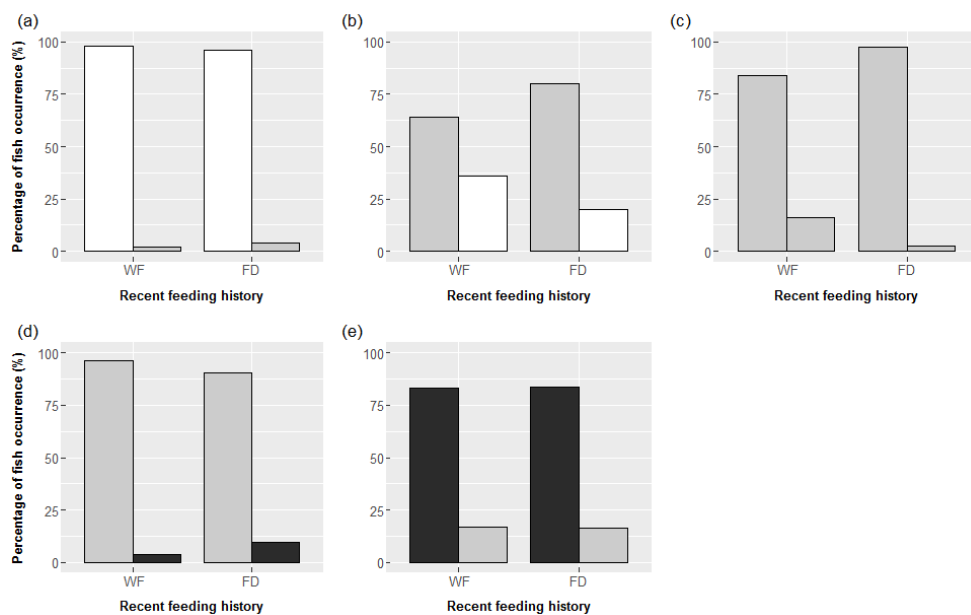 (a)
(b)
(c)
Percentage of fish occurrence (%)
100
75
50
25
0
100
75
50
25
0
100
75
50
25
0
WF FD
WF FD
WF FD
Recent feeding history
Recent feeding history
Recent feeding history
(d)
(e)
Percentage of fish occurrence (%)
100
75
50
25
0
100
75
50
25
0
WF FD
WF FD
Recent feeding history
Recent feeding history